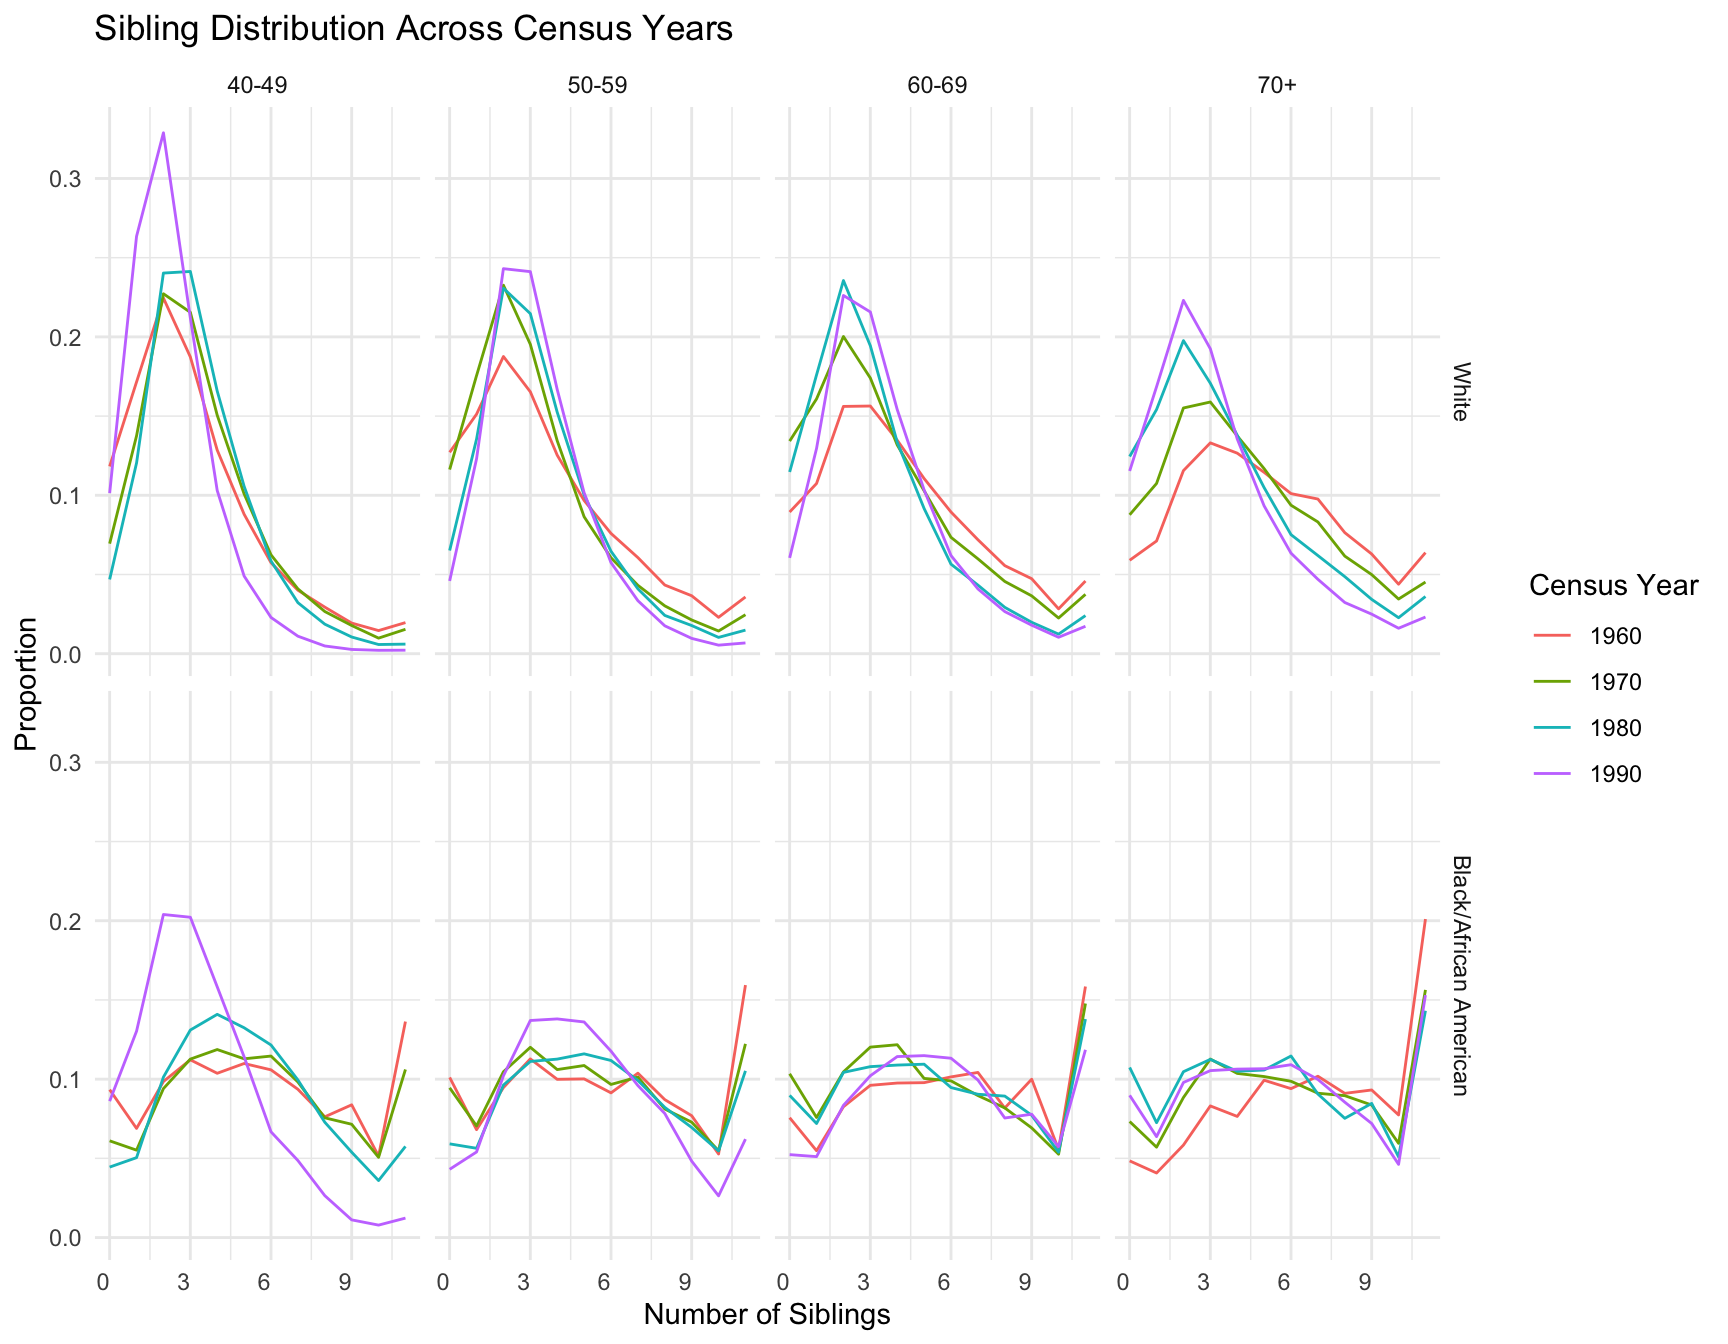 Sibling Distribution Across Census Years
40-49
50-59
60-69
70+
0.3
0.2
0.1
0.0
White
Proportion
0.3
0.2
0.1
0.0
Black/African American
0 3 6 9
0 3 6 9
0 3 6 9
0 3 6 9
Number of Siblings
Census Year
1960
1970
1980
1990